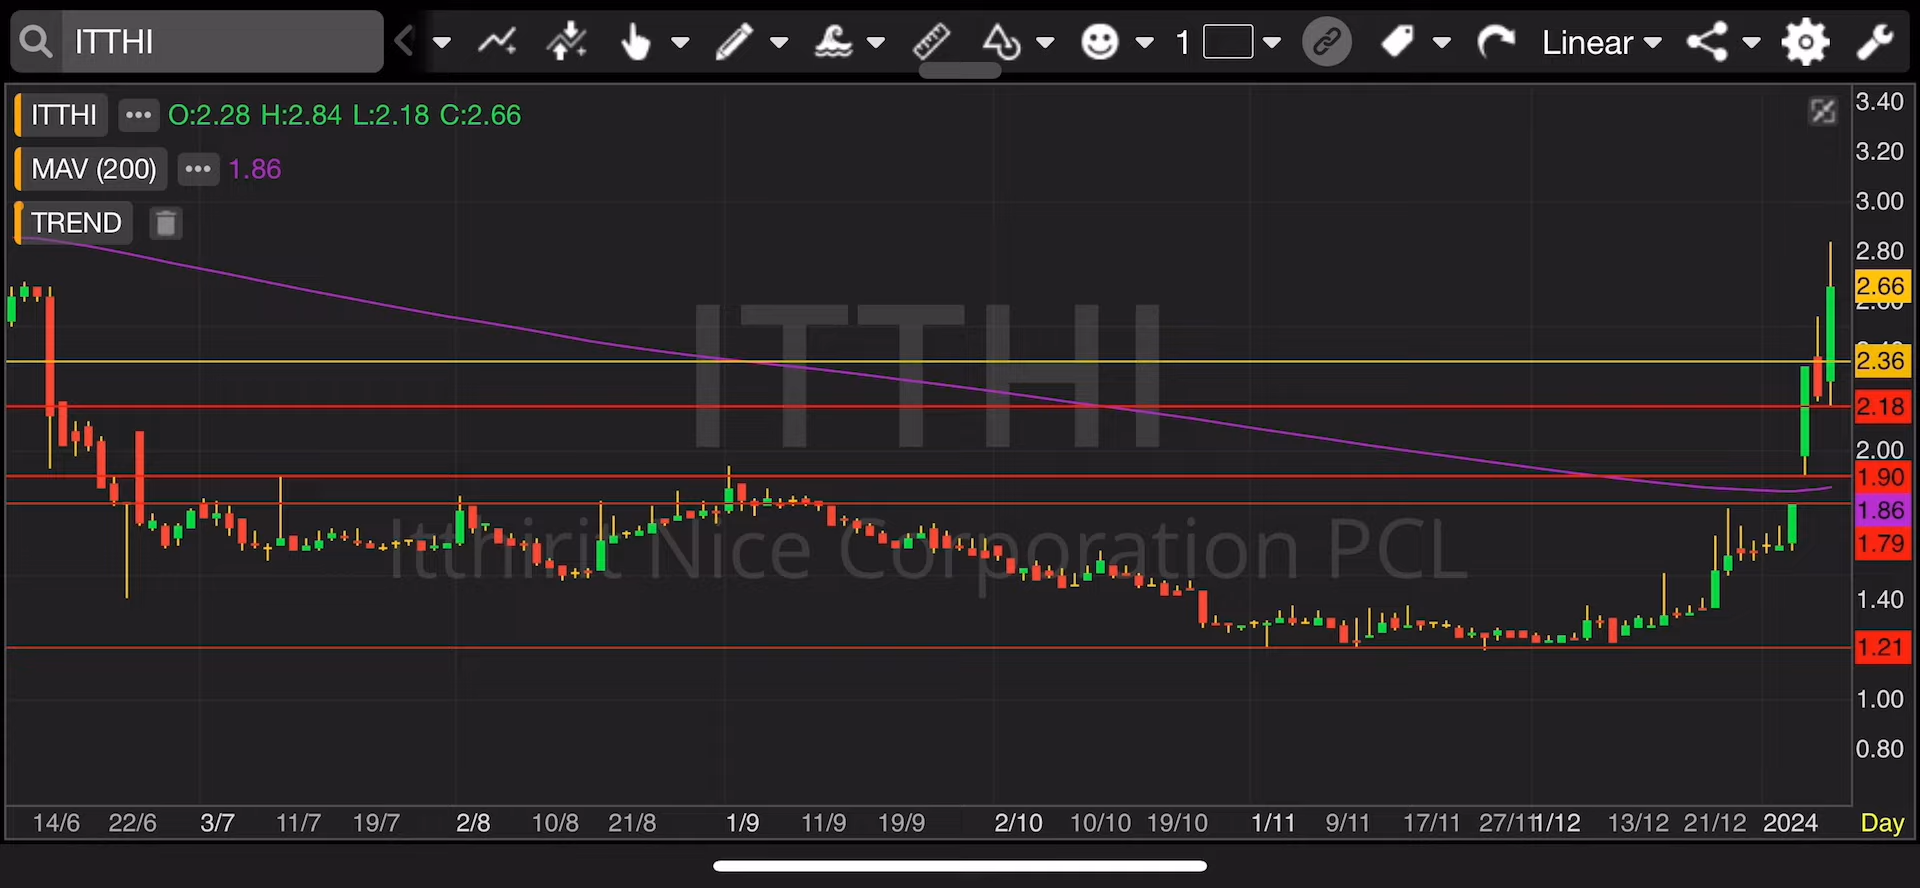 ITTHI 1 Linear
ITTHI ••• O:2.28 H:2.84 L:2.18 C:2.66
MAV (200) ••• 1.86
TREND
ITTHI
Itthirit Nice Corporation PCL
3.40
3.20
3.00
2.80
2.66
2.60
2.36
2.18
2.00
1.90
1.86
1.79
1.40
1.21
1.00
0.80
14/6 22/6 3/7 11/7 19/7 2/8 10/8 21/8 1/9 11/9 19/9 2/10 10/10 19/10 1/11 9/11 17/11 27/11 1/12 13/12 21/12 2024 Day